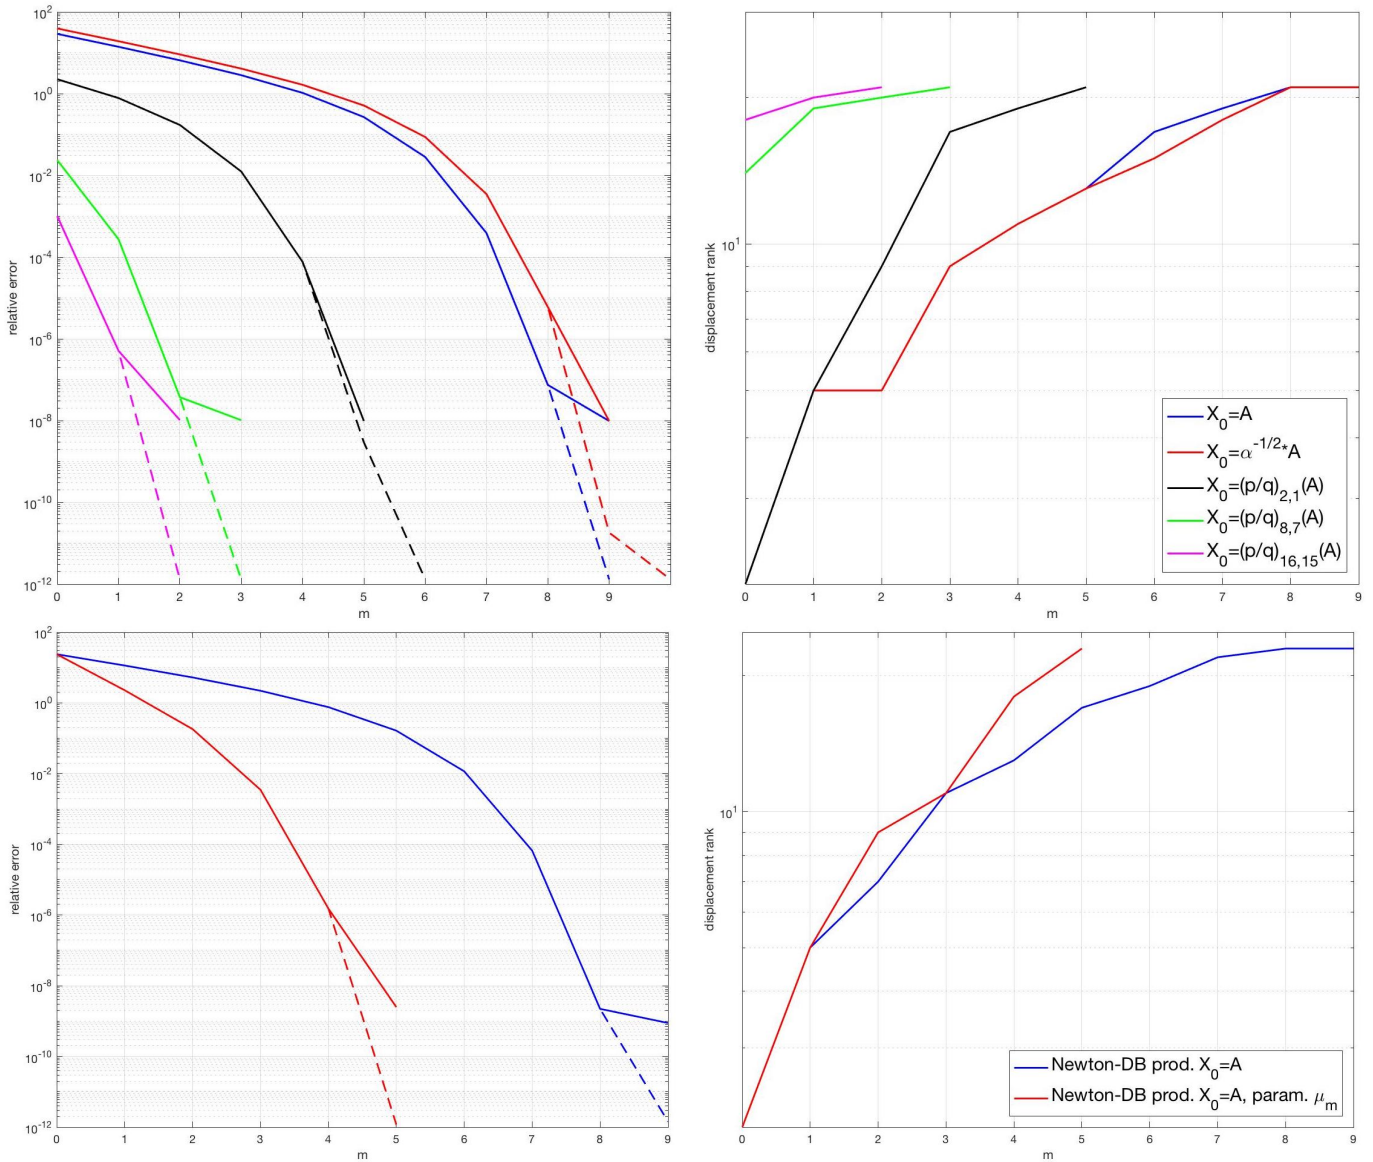 10^2
10^0
10^-2
10^-4
10^-6
10^-8
10^-10
10^-12
relative error
0 1 2 3 4 5 6 7 8 9
m
10^1
displacement rank
X_0=A
X_0=α^-1/2*A
X_0=(p/q)_2,1(A)
X_0=(p/q)_8,7(A)
X_0=(p/q)_16,15(A)
0 1 2 3 4 5 6 7 8 9
m
10^2
10^0
10^-2
10^-4
10^-6
10^-8
10^-10
10^-12
relative error
0 1 2 3 4 5 6 7 8 9
m
10^1
displacement rank
Newton-DB prod. X_0=A
Newton-DB prod. X_0=A, param. μ_m
0 1 2 3 4 5 6 7 8 9
m